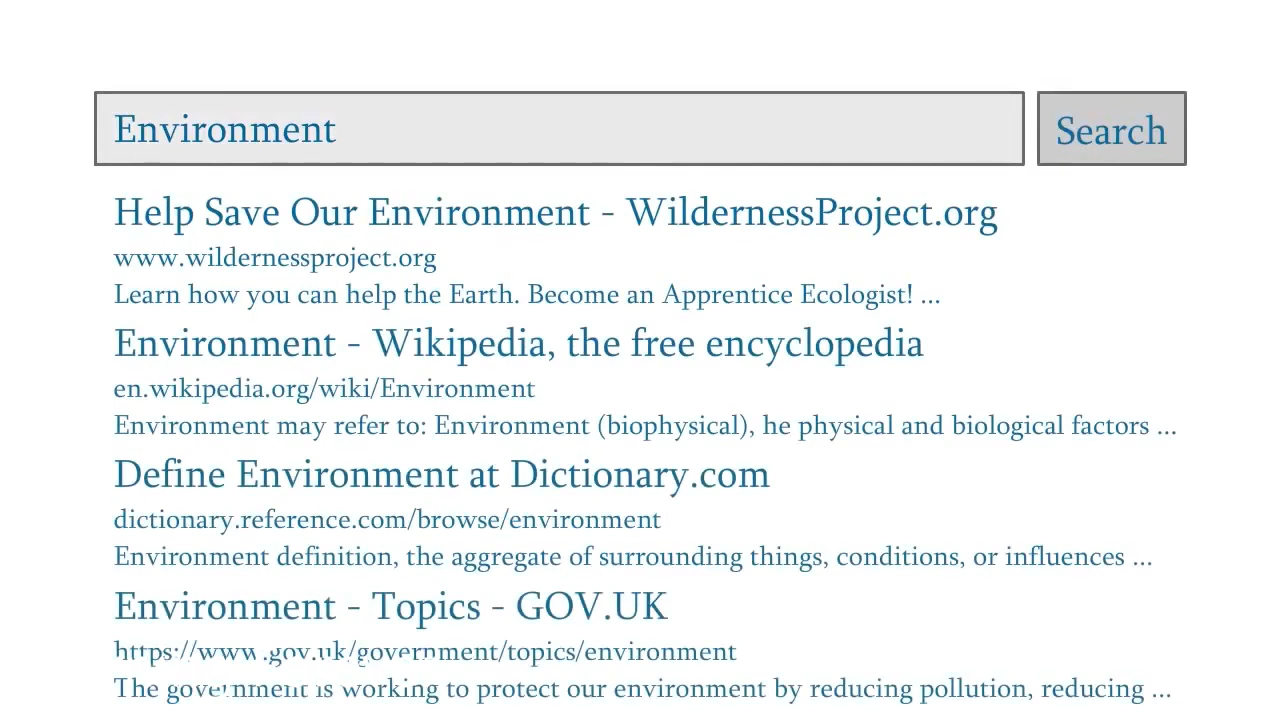 Environment
Search
Help Save Our Environment - WildernessProject.org
www.wildernessproject.org
Learn how you can help the Earth. Become an Apprentice Ecologist! ...
Environment - Wikipedia, the free encyclopedia
en.wikipedia.org/wiki/Environment
Environment may refer to: Environment (biophysical), he physical and biological factors ...
Define Environment at Dictionary.com
dictionary.reference.com/browse/environment
Environment definition, the aggregate of surrounding things, conditions, or influences ...
Environment - Topics - GOV.UK
https://www.gov.uk/government/topics/environment
The government is working to protect our environment by reducing pollution, reducing ...